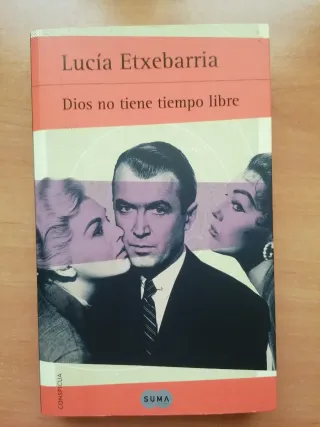 Lucía Etxebarria
Dios no tiene tiempo libre
CONSPICUA
SUMA